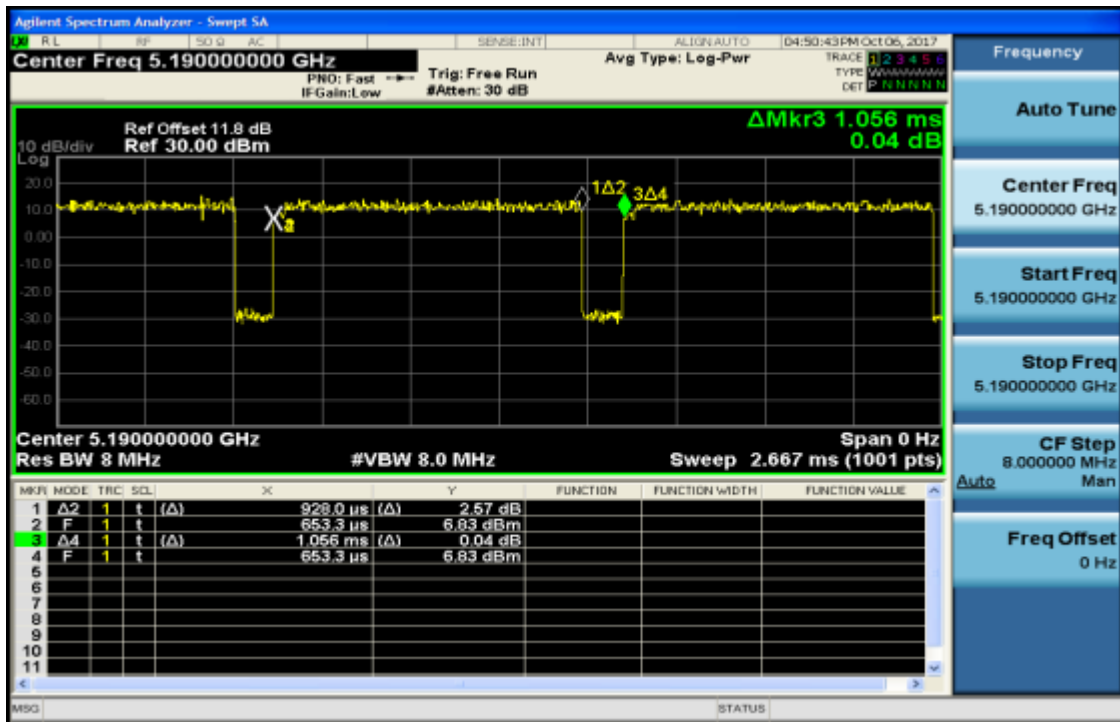 Agilent Spectrum Analyzer - Swept SA
LXI RL RF 50 Ω AC SENSE:INT ALIGN AUTO 04:50:43 PM Oct 06, 2017
Center Freq 5.190000000 GHz
PNO: Fast
IFGain:Low
Trig: Free Run
#Atten: 30 dB
Avg Type: Log-Pwr
TRACE 1 2 3 4 5 6
TYPE
DET P N N N N N
ΔMkr3 1.056 ms
0.04 dB
Ref Offset 11.8 dB
10 dB/div Ref 30.00 dBm
Log
20.0
10.0
0.00
-10.0
-20.0
-30.0
-40.0
-50.0
-60.0
1Δ2
3Δ4
Center 5.190000000 GHz Span 0 Hz
Res BW 8 MHz #VBW 8.0 MHz Sweep 2.667 ms (1001 pts)
MKR MODE TRC SCL X Y FUNCTION FUNCTION WIDTH FUNCTION VALUE
1 Δ2 1 t (Δ) 928.0 µs (Δ) 2.57 dB
2 F 1 t 653.3 µs 6.83 dBm
3 Δ4 1 t (Δ) 1.056 ms (Δ) 0.04 dB
4 F 1 t 653.3 µs 6.83 dBm
5
6
7
8
9
10
11
MSG STATUS
Frequency
Auto Tune
Center Freq
5.190000000 GHz
Start Freq
5.190000000 GHz
Stop Freq
5.190000000 GHz
CF Step
8.000000 MHz
Auto Man
Freq Offset
0 Hz